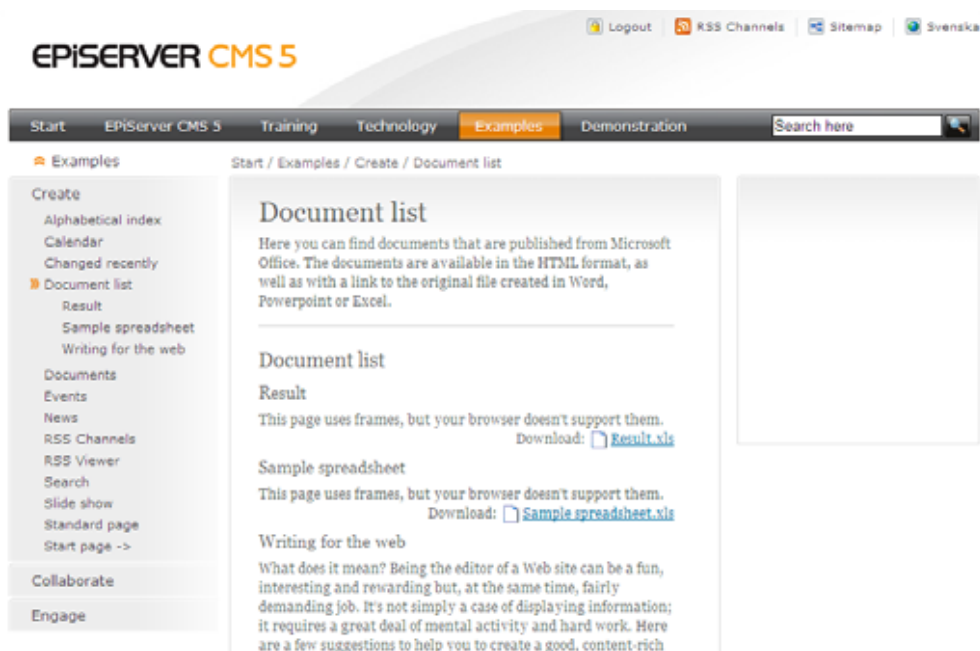 Logout
RSS Channels
Sitemap
Svenska
EPiSERVER CMS 5
Start
EPiServer CMS 5
Training
Technology
Examples
Demonstration
Search here
Examples
Start / Examples / Create / Document list
Create
Alphabetical index
Calendar
Changed recently
Document list
Result
Sample spreadsheet
Writing for the web
Documents
Events
News
RSS Channels
RSS Viewer
Search
Slide show
Standard page
Start page ->
Collaborate
Engage
Document list
Here you can find documents that are published from Microsoft
Office. The documents are available in the HTML format, as
well as with a link to the original file created in Word,
Powerpoint or Excel.
Document list
Result
This page uses frames, but your browser doesn't support them.
Download: Result.xls
Sample spreadsheet
This page uses frames, but your browser doesn't support them.
Download: Sample spreadsheet.xls
Writing for the web
What does it mean? Being the editor of a Web site can be a fun,
interesting and rewarding but, at the same time, fairly
demanding job. It's not simply a case of displaying information;
it requires a great deal of mental activity and hard work. Here
are a few suggestions to help you to create a good, content-rich